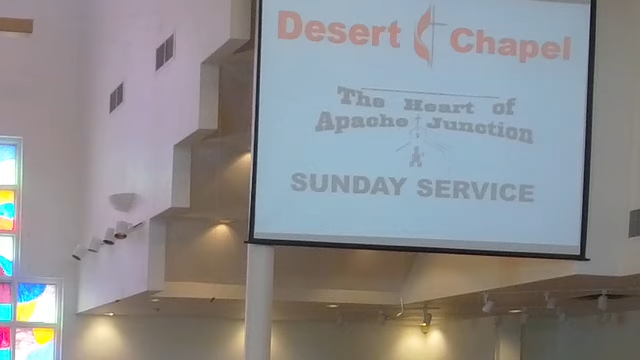 Desert Chapel
The Heart of
Apache Junction
SUNDAY SERVICE